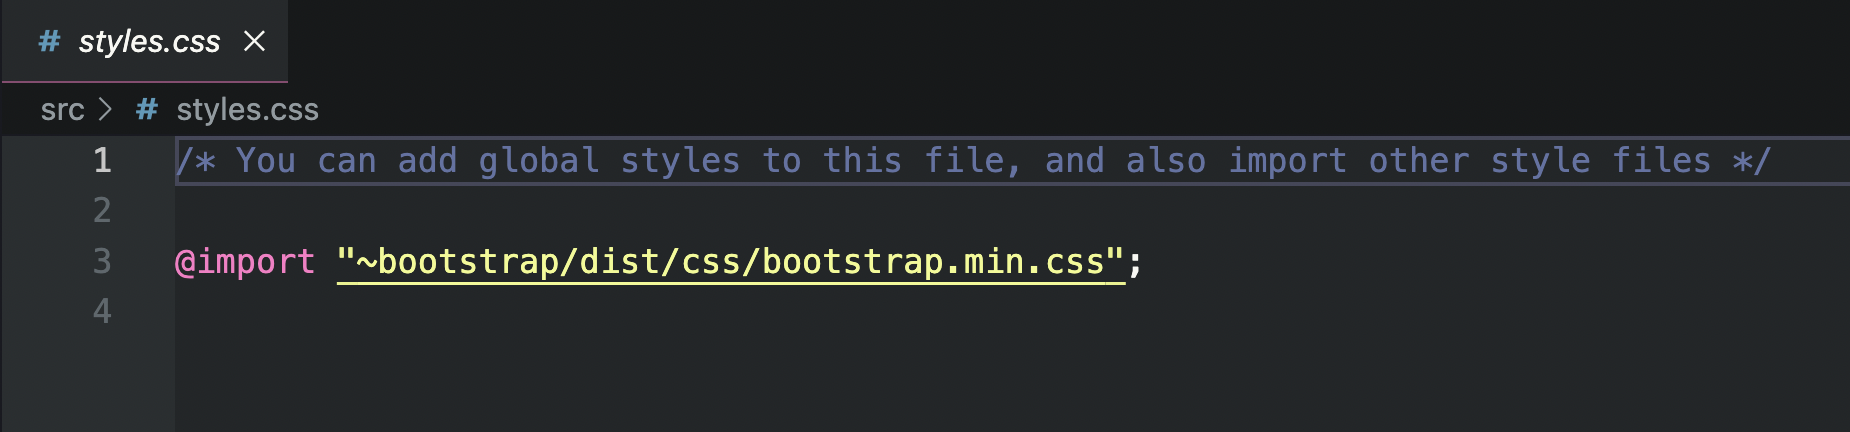 # styles.css ×
src > # styles.css
1 /* You can add global styles to this file, and also import other style files */
2
3 @import "~bootstrap/dist/css/bootstrap.min.css";
4